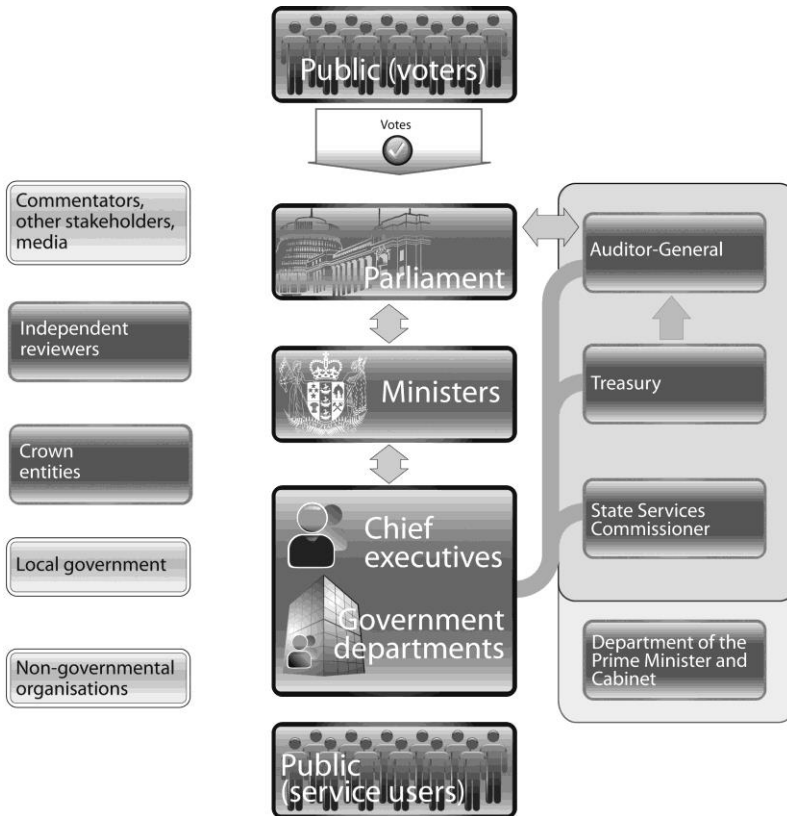 Public (voters)
Votes
Commentators,
other stakeholders,
media
Independent
reviewers
Crown
entities
Local government
Non-governmental
organisations
Parliament
Ministers
Chief
executives
Government
departments
Public
(service users)
Auditor-General
Treasury
State Services
Commissioner
Department of the
Prime Minister and
Cabinet